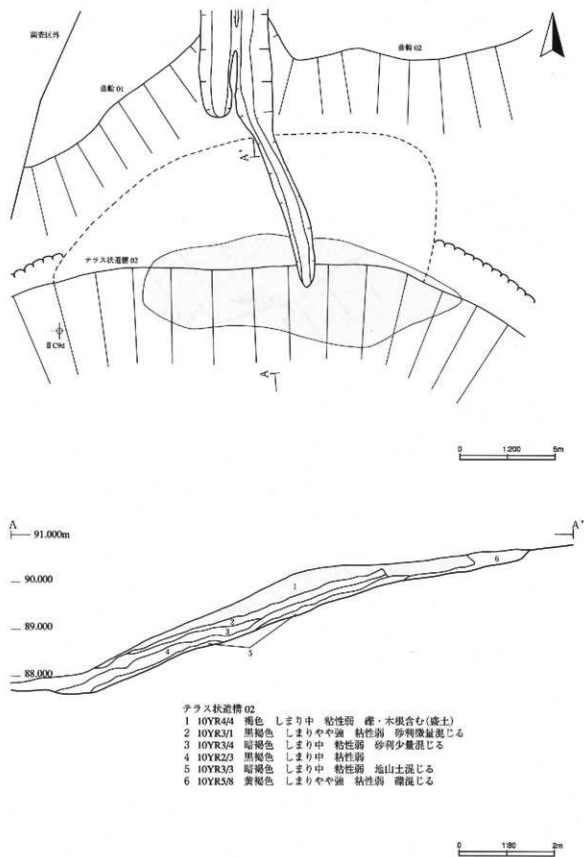 調査区外
曲輪 01
曲輪 02
A'
テラス状遺構 02
ⅡC9d
A
0 1:200 5m
A A'
91.000m
90.000
89.000
88.000
1
2
3
4
5
6
テラス状遺構 02
1 10YR4/4 褐色 しまり中 粘性弱 礫・木根含む(盛土)
2 10YR3/1 黒褐色 しまりやや強 粘性弱 砂利微量混じる
3 10YR3/4 暗褐色 しまり中 粘性弱 砂利少量混じる
4 10YR2/3 黒褐色 しまり中 粘性弱
5 10YR3/3 暗褐色 しまり中 粘性弱 地山土混じる
6 10YR5/8 黄褐色 しまりやや強 粘性弱 礫混じる
0 1:80 2m